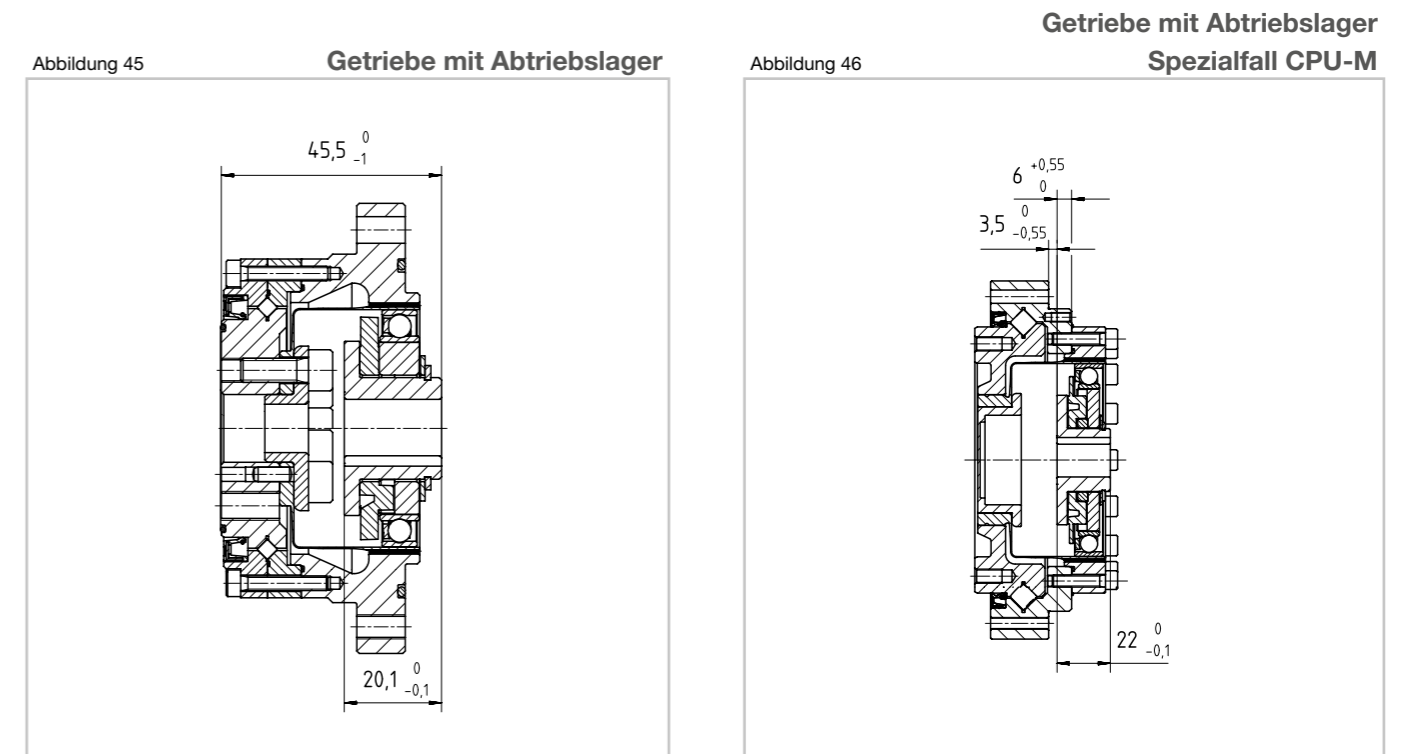 Abbildung 45
Getriebe mit Abtriebslager
45,5 0 -1
20,1 0 -0,1
Getriebe mit Abtriebslager
Abbildung 46
Spezialfall CPU-M
6 +0,55 0
3,5 0 -0,55
22 0 -0,1